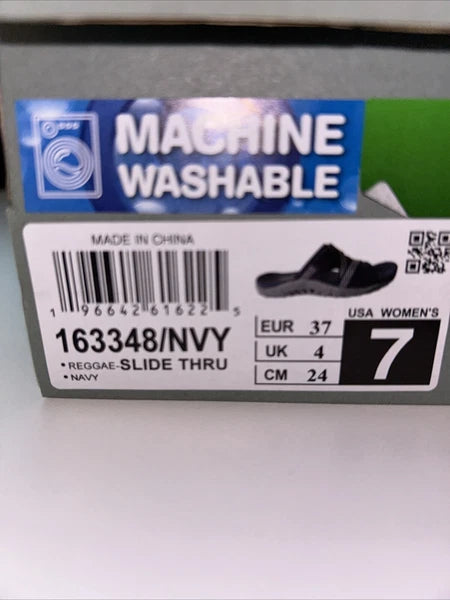 MACHINE
WASHABLE
MADE IN CHINA
1 96642 61622 5
163348/NVY
• REGGAE-SLIDE THRU
• NAVY
EUR 37
UK 4
CM 24
USA WOMEN'S
7